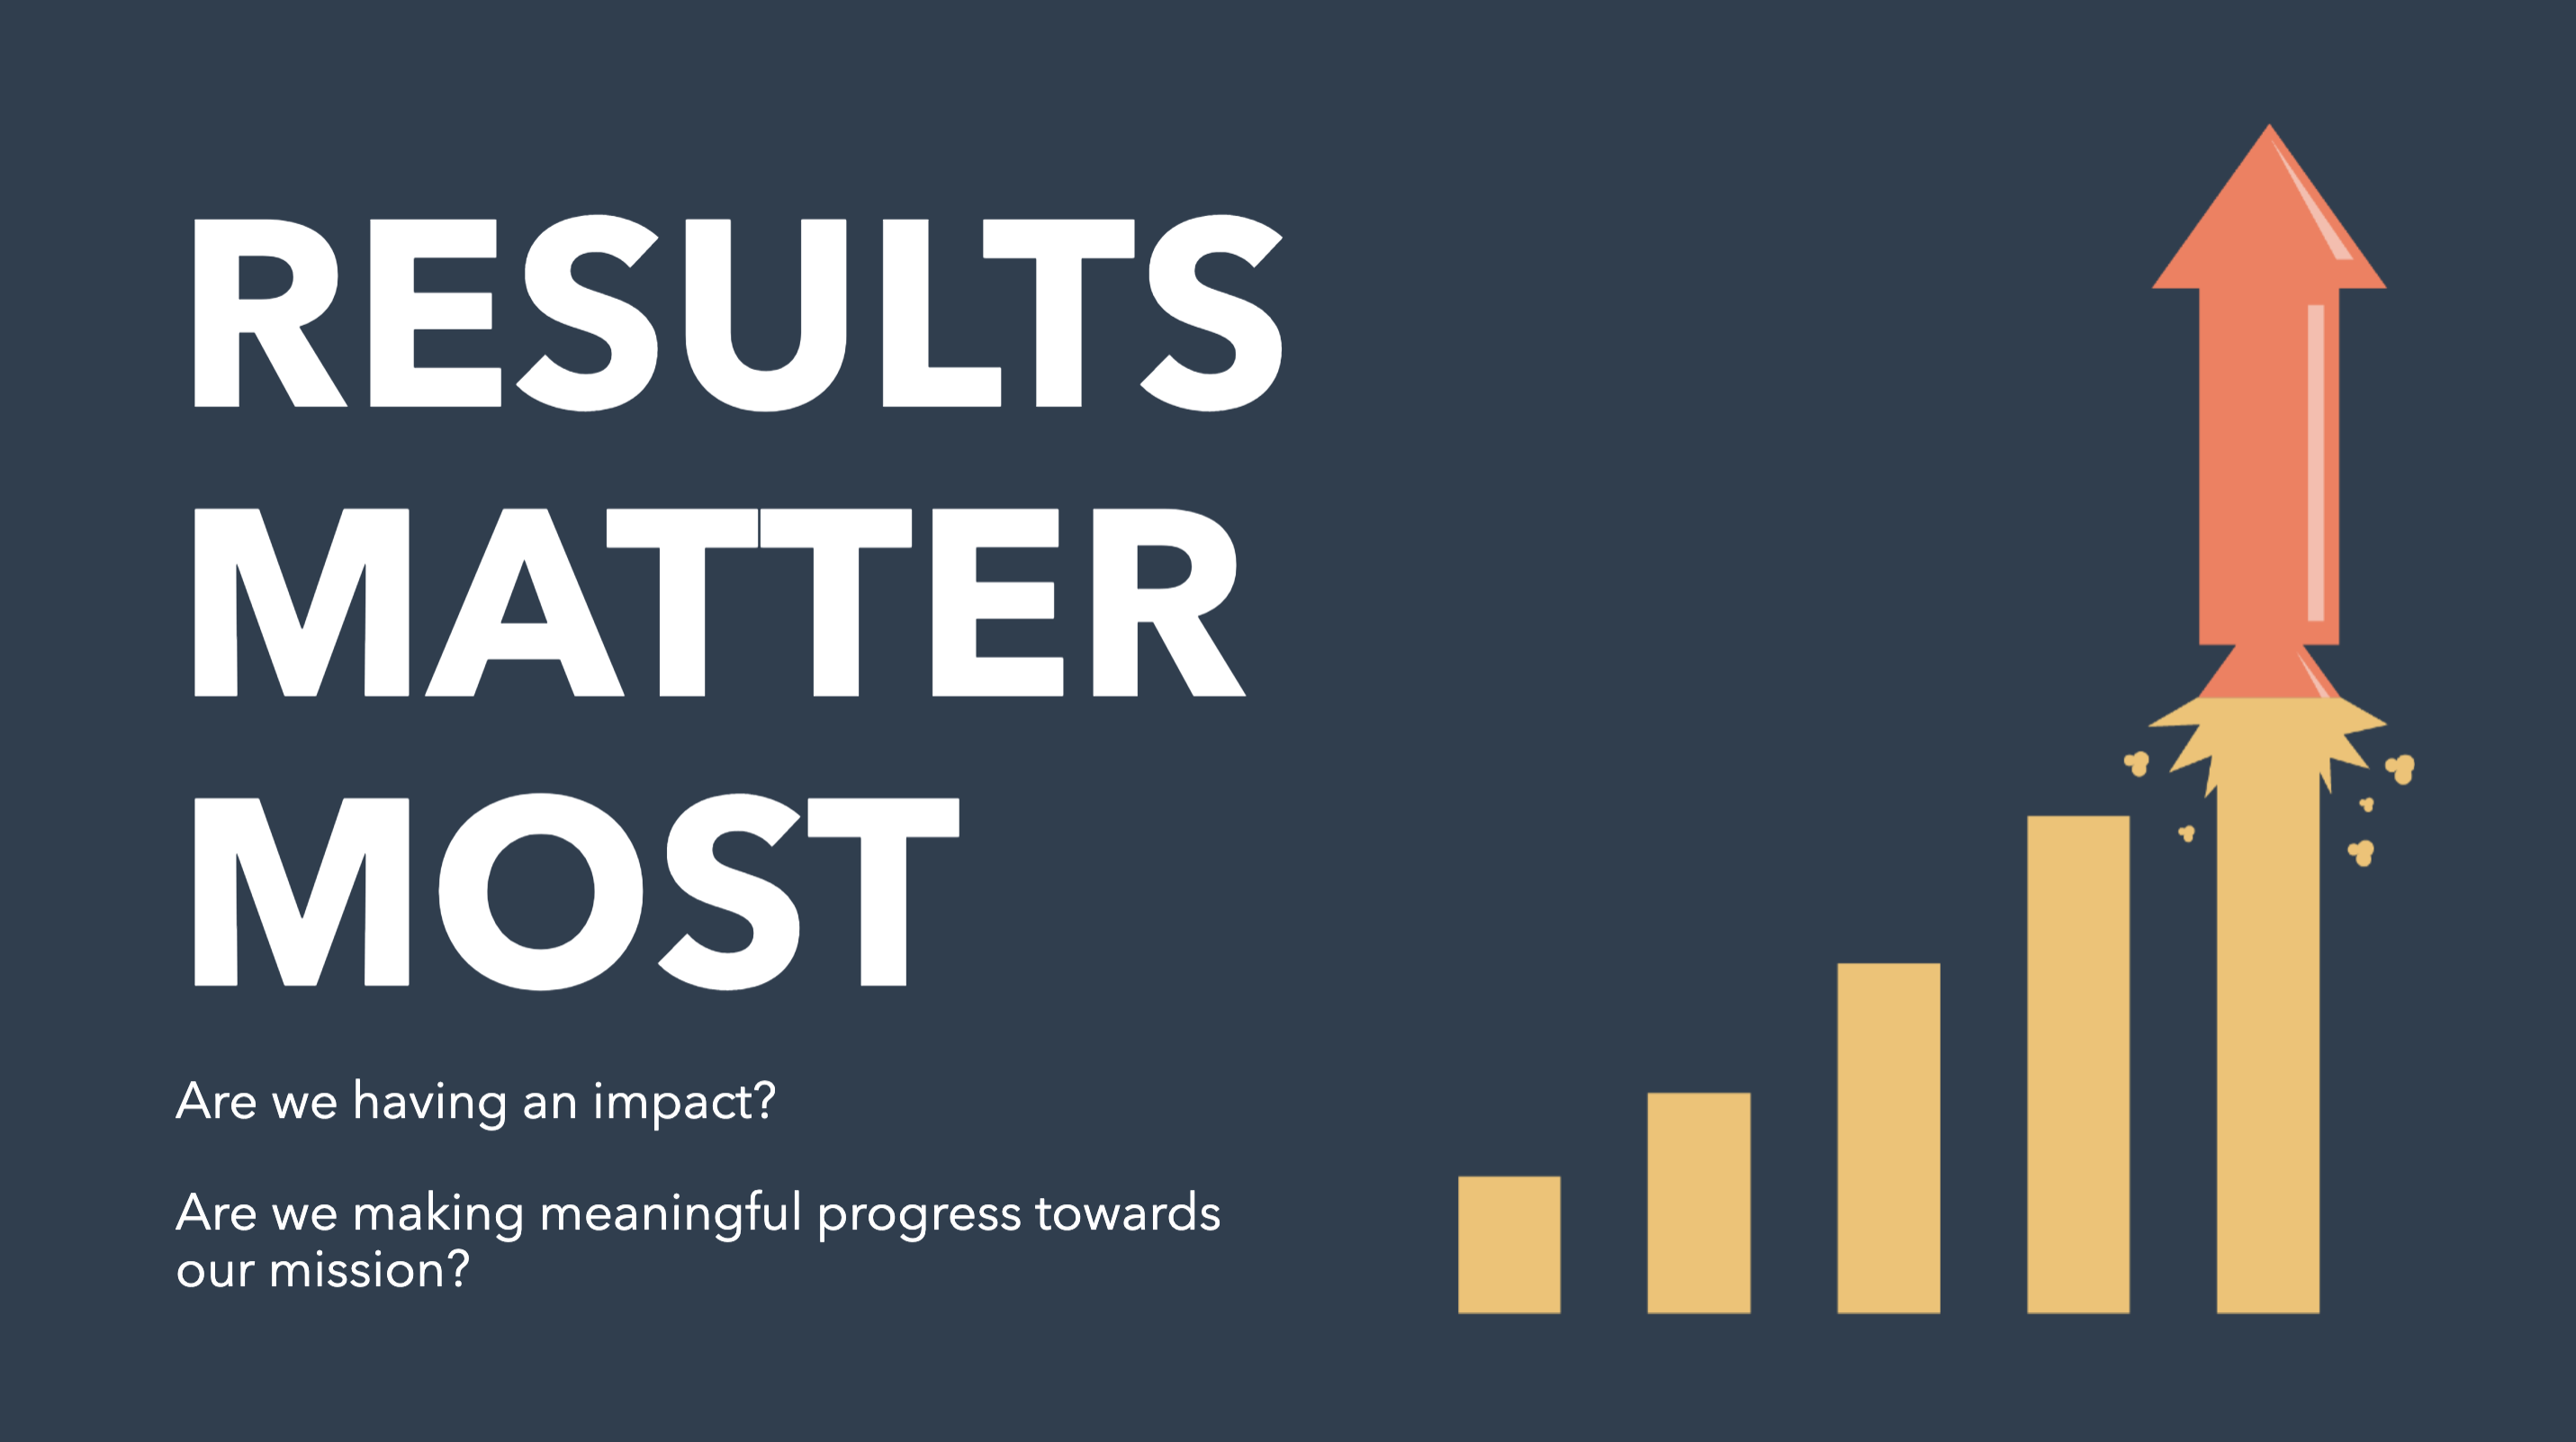 RESULTS
MATTER
MOST
Are we having an impact?
Are we making meaningful progress towards
our mission?